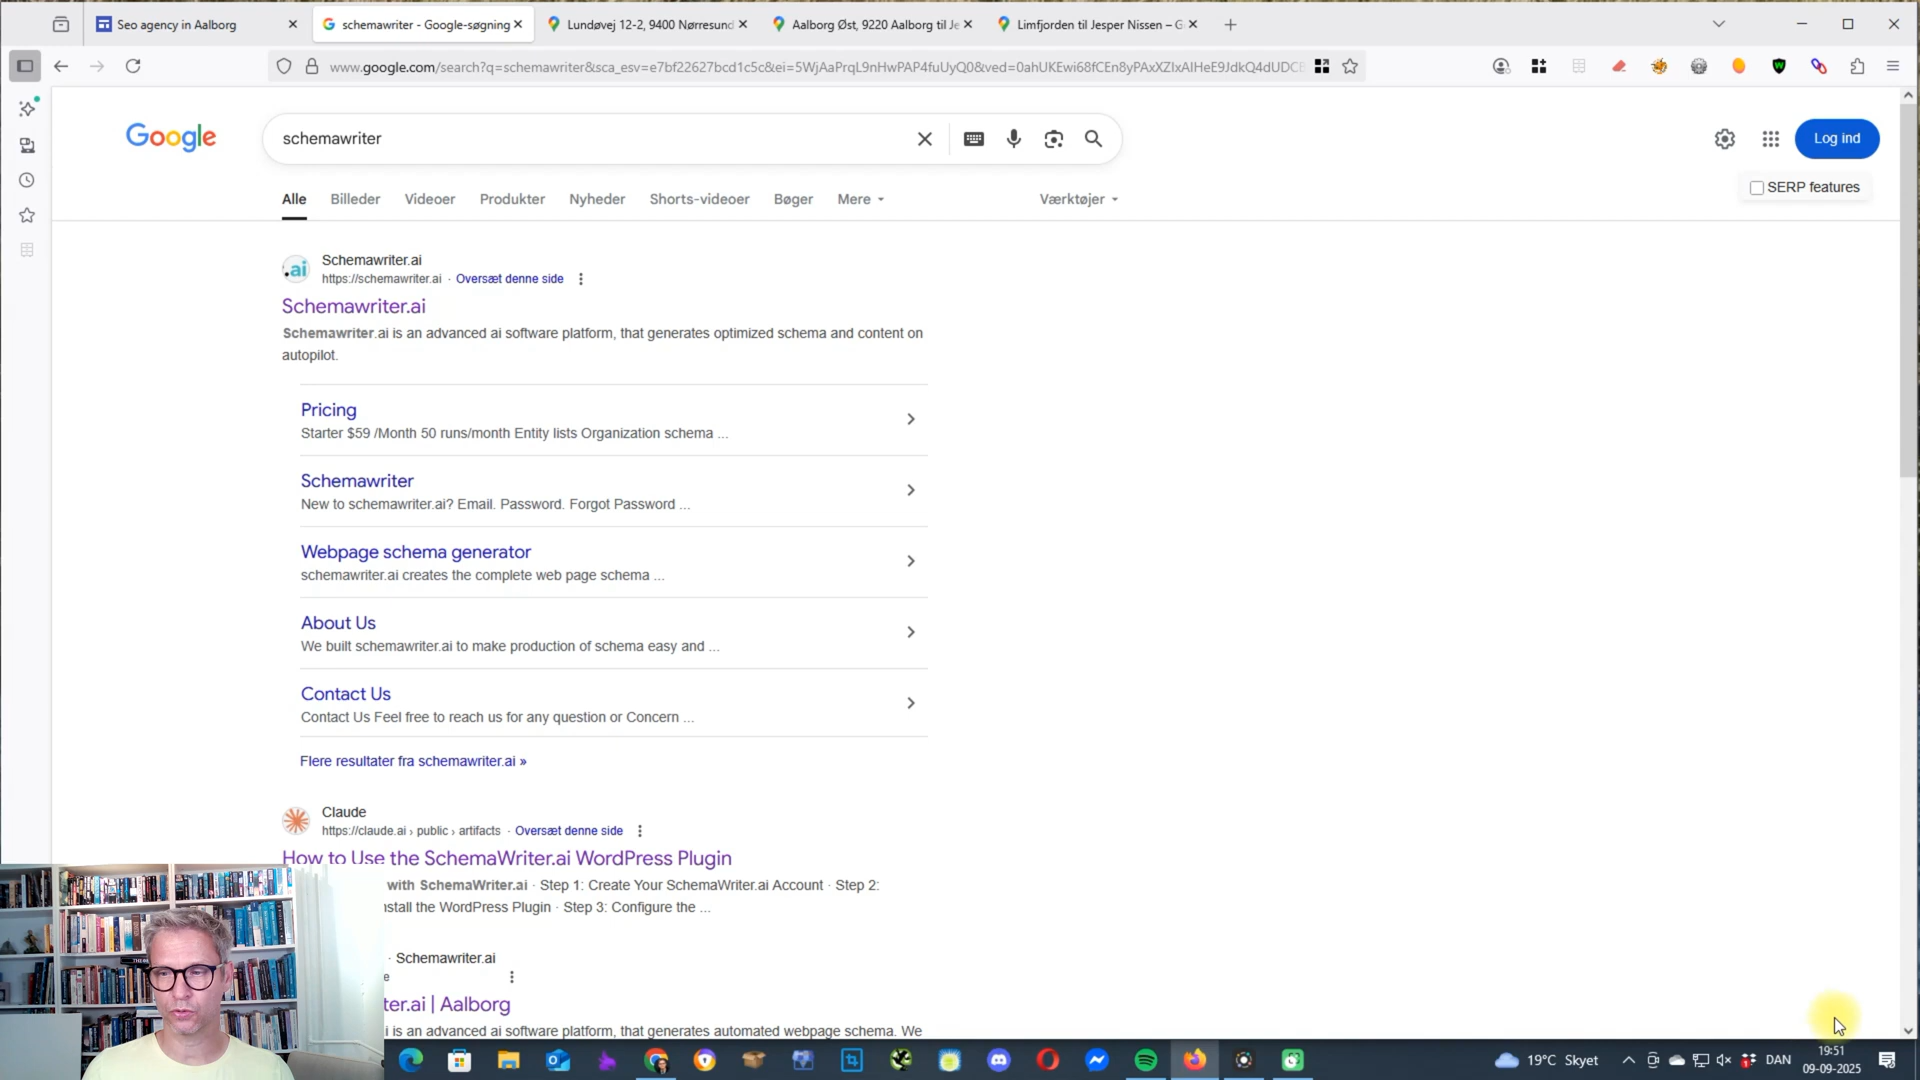 Seo agency in Aalborg
schemawriter - Google-søgning
Lundøvej 12-2, 9400 Nørresund
Aalborg Øst, 9220 Aalborg til Je
Limfjorden til Jesper Nissen – G
www.google.com/search?q=schemawriter&sca_esv=e7bf22627bcd1c5c&ei=5WjAaPrqL9nHwPAP4fuUyQ0&ved=0ahUKEwi68fCEn8yPAxXZIxAIHeE9JdkQ4dUDCE
Google
schemawriter
Log ind
SERP features
Alle
Billeder
Videoer
Produkter
Nyheder
Shorts-videoer
Bøger
Mere
Værktøjer
.ai
Schemawriter.ai
https://schemawriter.ai · Oversæt denne side
Schemawriter.ai
Schemawriter.ai is an advanced ai software platform, that generates optimized schema and content on
autopilot.
Pricing
Starter $59 /Month 50 runs/month Entity lists Organization schema ...
Schemawriter
New to schemawriter.ai? Email. Password. Forgot Password ...
Webpage schema generator
schemawriter.ai creates the complete web page schema ...
About Us
We built schemawriter.ai to make production of schema easy and ...
Contact Us
Contact Us Feel free to reach us for any question or Concern ...
Flere resultater fra schemawriter.ai »
Claude
https://claude.ai › public › artifacts · Oversæt denne side
How to Use the SchemaWriter.ai WordPress Plugin
with SchemaWriter.ai · Step 1: Create Your SchemaWriter.ai Account · Step 2:
nstall the WordPress Plugin · Step 3: Configure the ...
· Schemawriter.ai
e
ter.ai | Aalborg
i is an advanced ai software platform, that generates automated webpage schema. We
19°C Skyet
DAN
19:51
09-09-2025